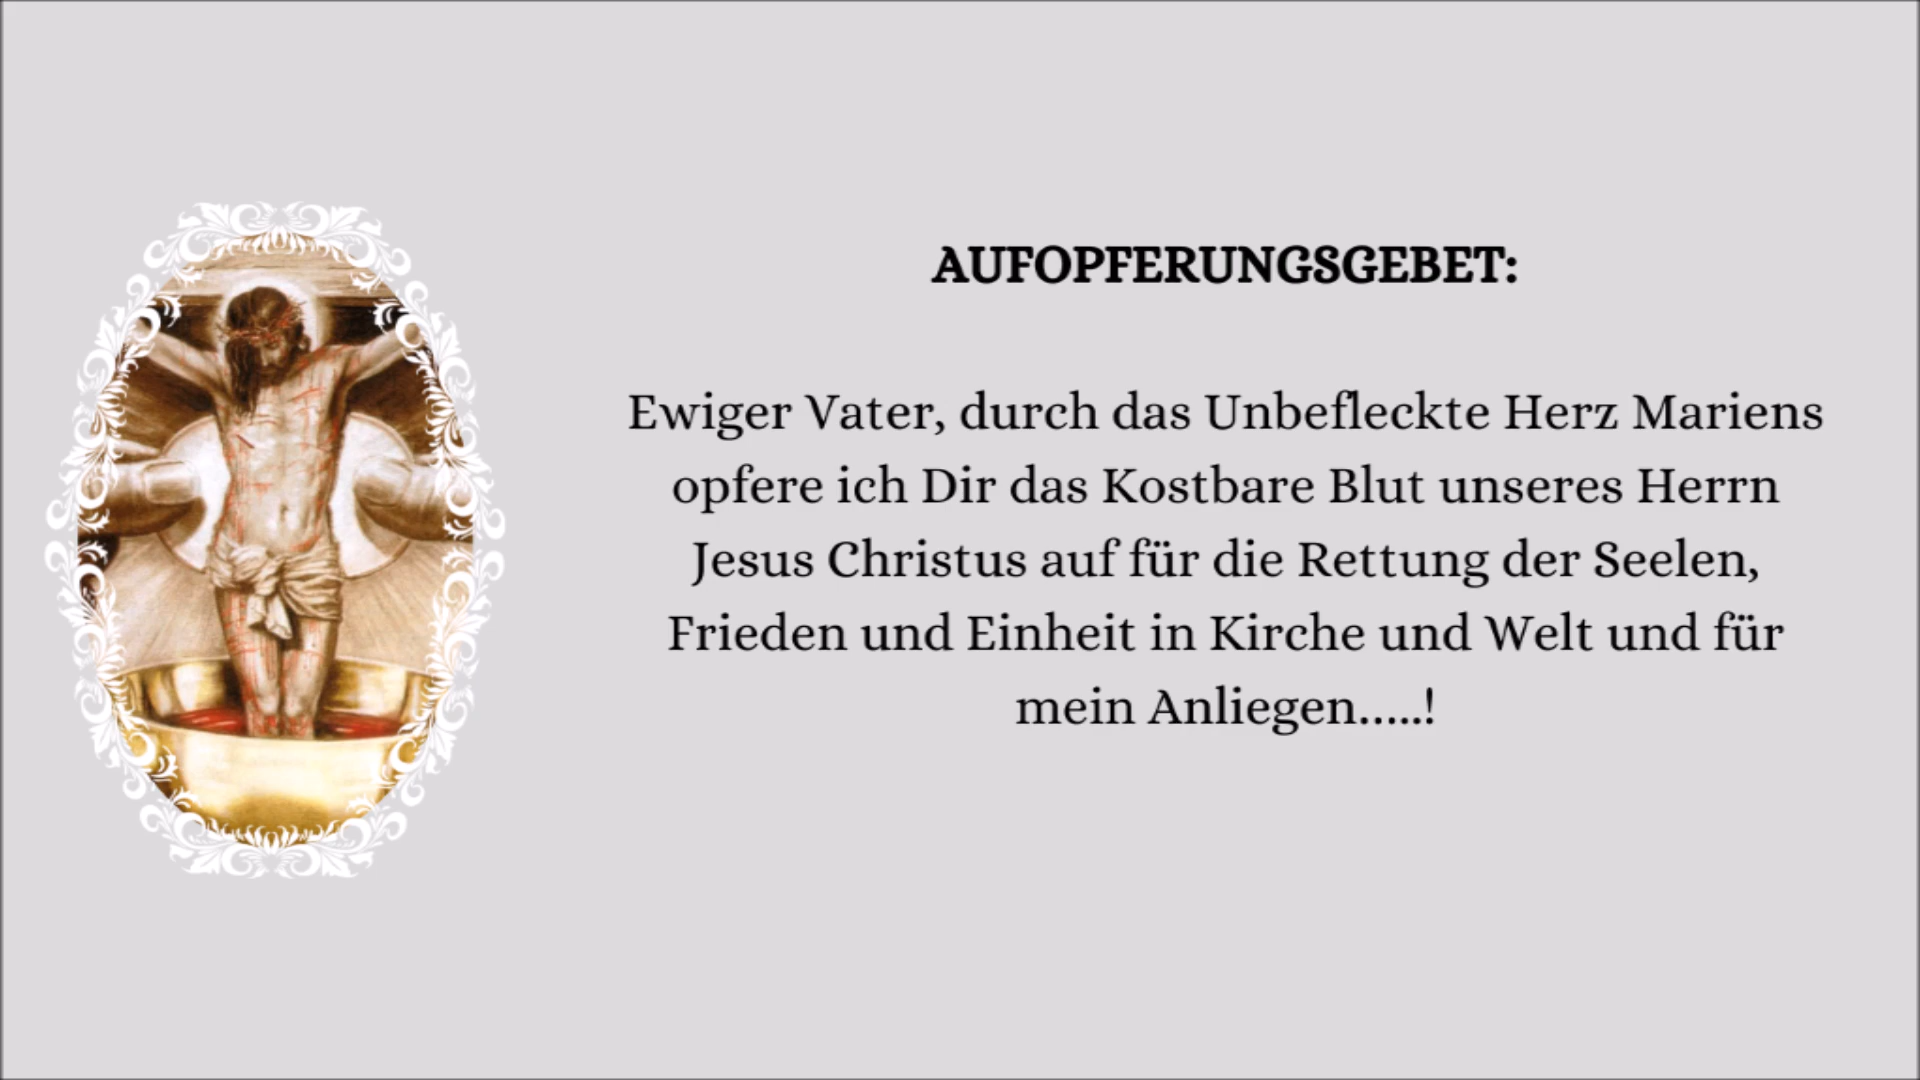 AUFOPFERUNGSGEBET:
Ewiger Vater, durch das Unbefleckte Herz Mariens
opfere ich Dir das Kostbare Blut unseres Herrn
Jesus Christus auf für die Rettung der Seelen,
Frieden und Einheit in Kirche und Welt und für
mein Anliegen.....!